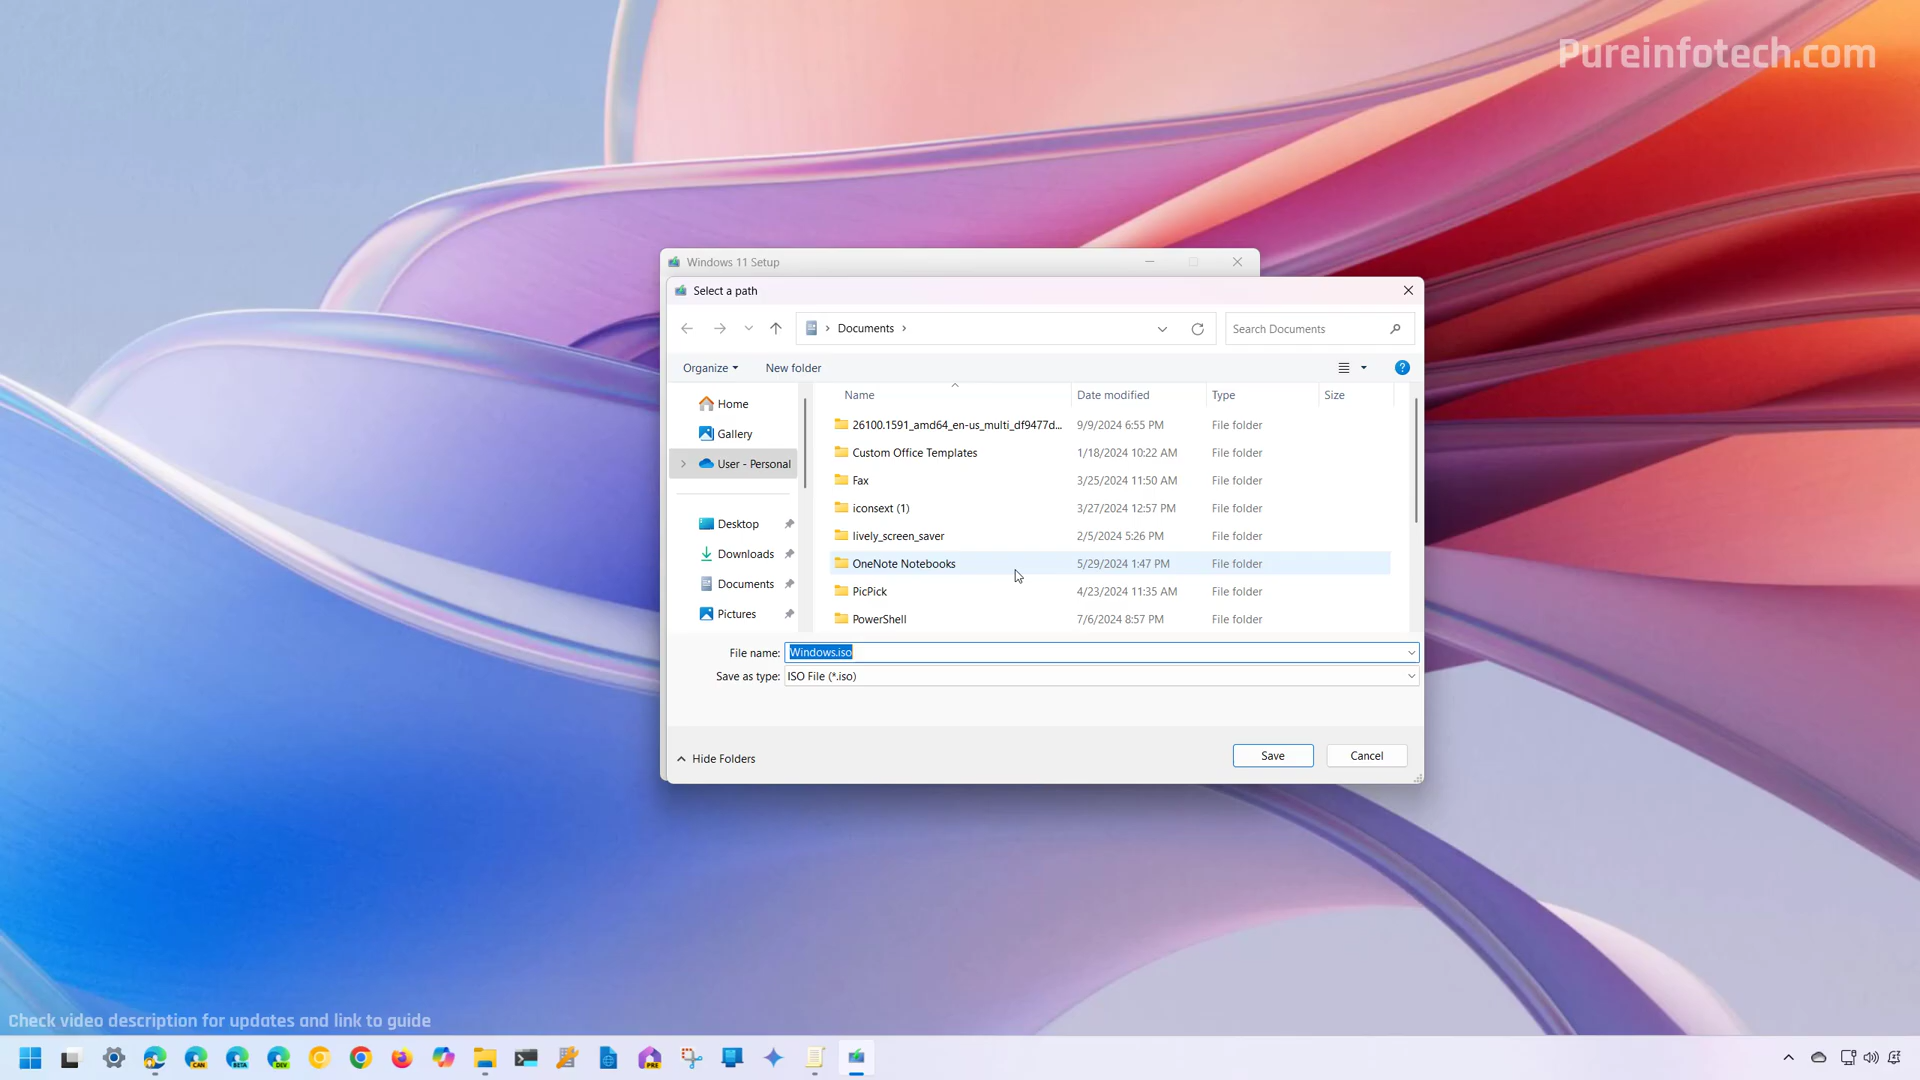 Pureinfotech.com
Windows 11 Setup
Select a path
Documents
Search Documents
Organize
New folder
Name Date modified Type Size
Home
Gallery
User - Personal
Desktop
Downloads
Documents
Pictures
26100.1591_amd64_en-us_multi_df9477d... 9/9/2024 6:55 PM File folder
Custom Office Templates 1/18/2024 10:22 AM File folder
Fax 3/25/2024 11:50 AM File folder
iconsext (1) 3/27/2024 12:57 PM File folder
lively_screen_saver 2/5/2024 5:26 PM File folder
OneNote Notebooks 5/29/2024 1:47 PM File folder
PicPick 4/23/2024 11:35 AM File folder
PowerShell 7/6/2024 8:57 PM File folder
File name: Windows.iso
Save as type: ISO File (*.iso)
Hide Folders
Save
Cancel
Check video description for updates and link to guide
CAN
BETA
DEV
PRE